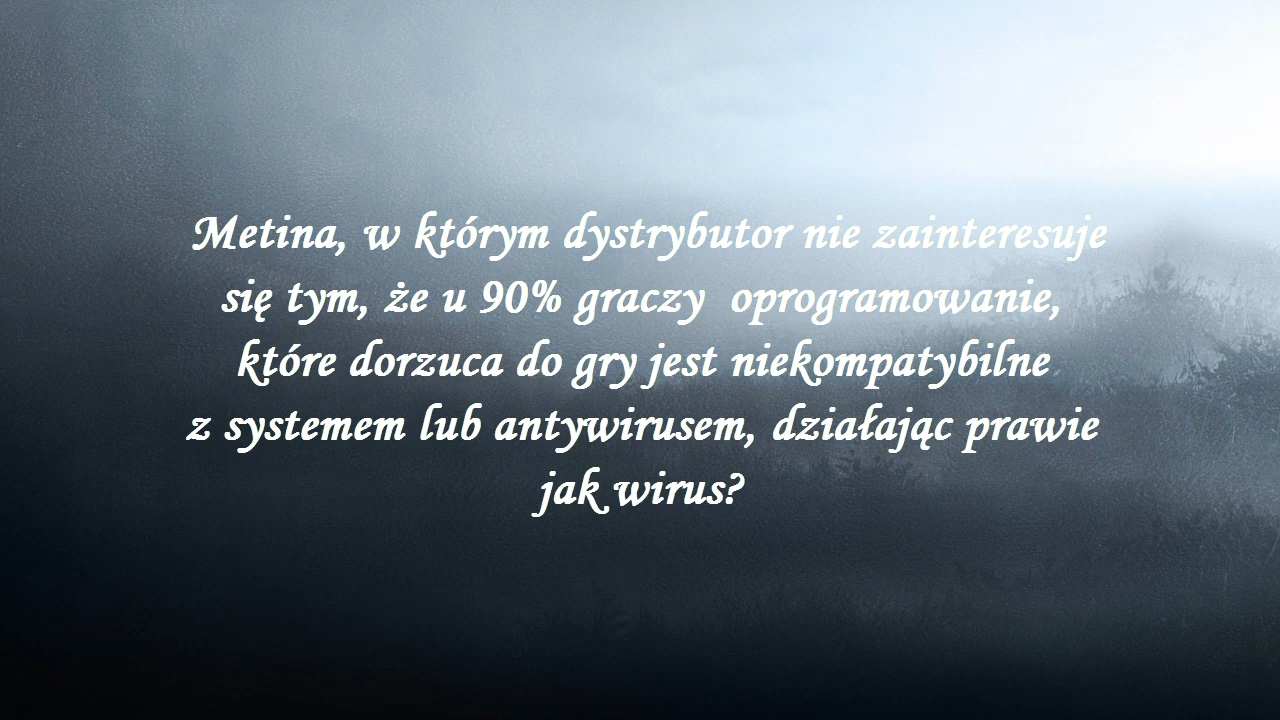 Metina, w którym dystrybutor nie zainteresuje
się tym, że u 90% graczy  oprogramowanie,
które dorzuca do gry jest niekompatybilne
z systemem lub antywirusem, działając prawie
jak wirus?